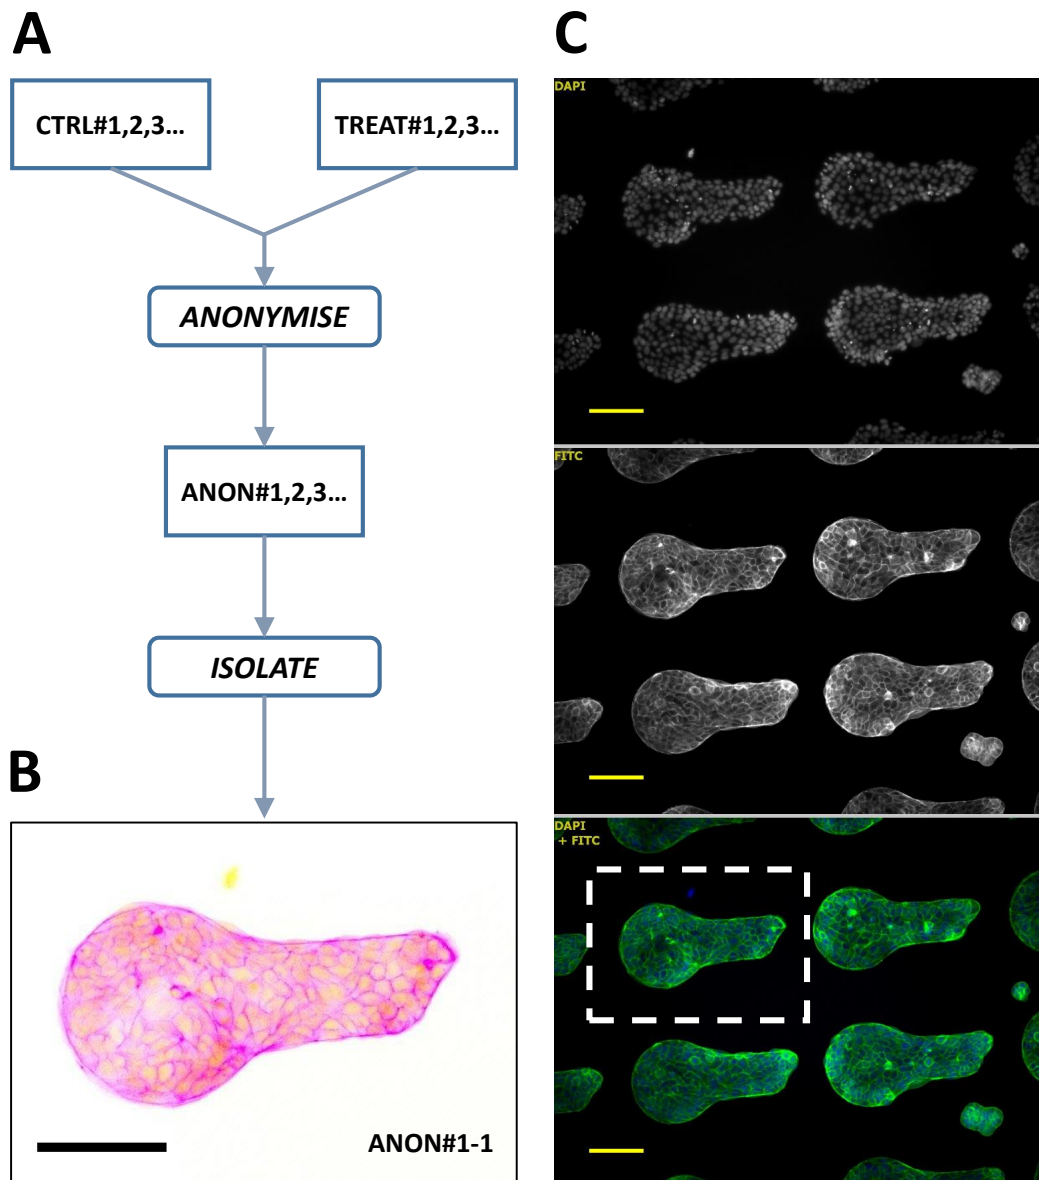 A
CTRL#1,2,3...
TREAT#1,2,3...
ANONYMISE
ANON#1,2,3...
ISOLATE
B
ANON#1-1
C
DAPI
FITC
DAPI
+ FITC